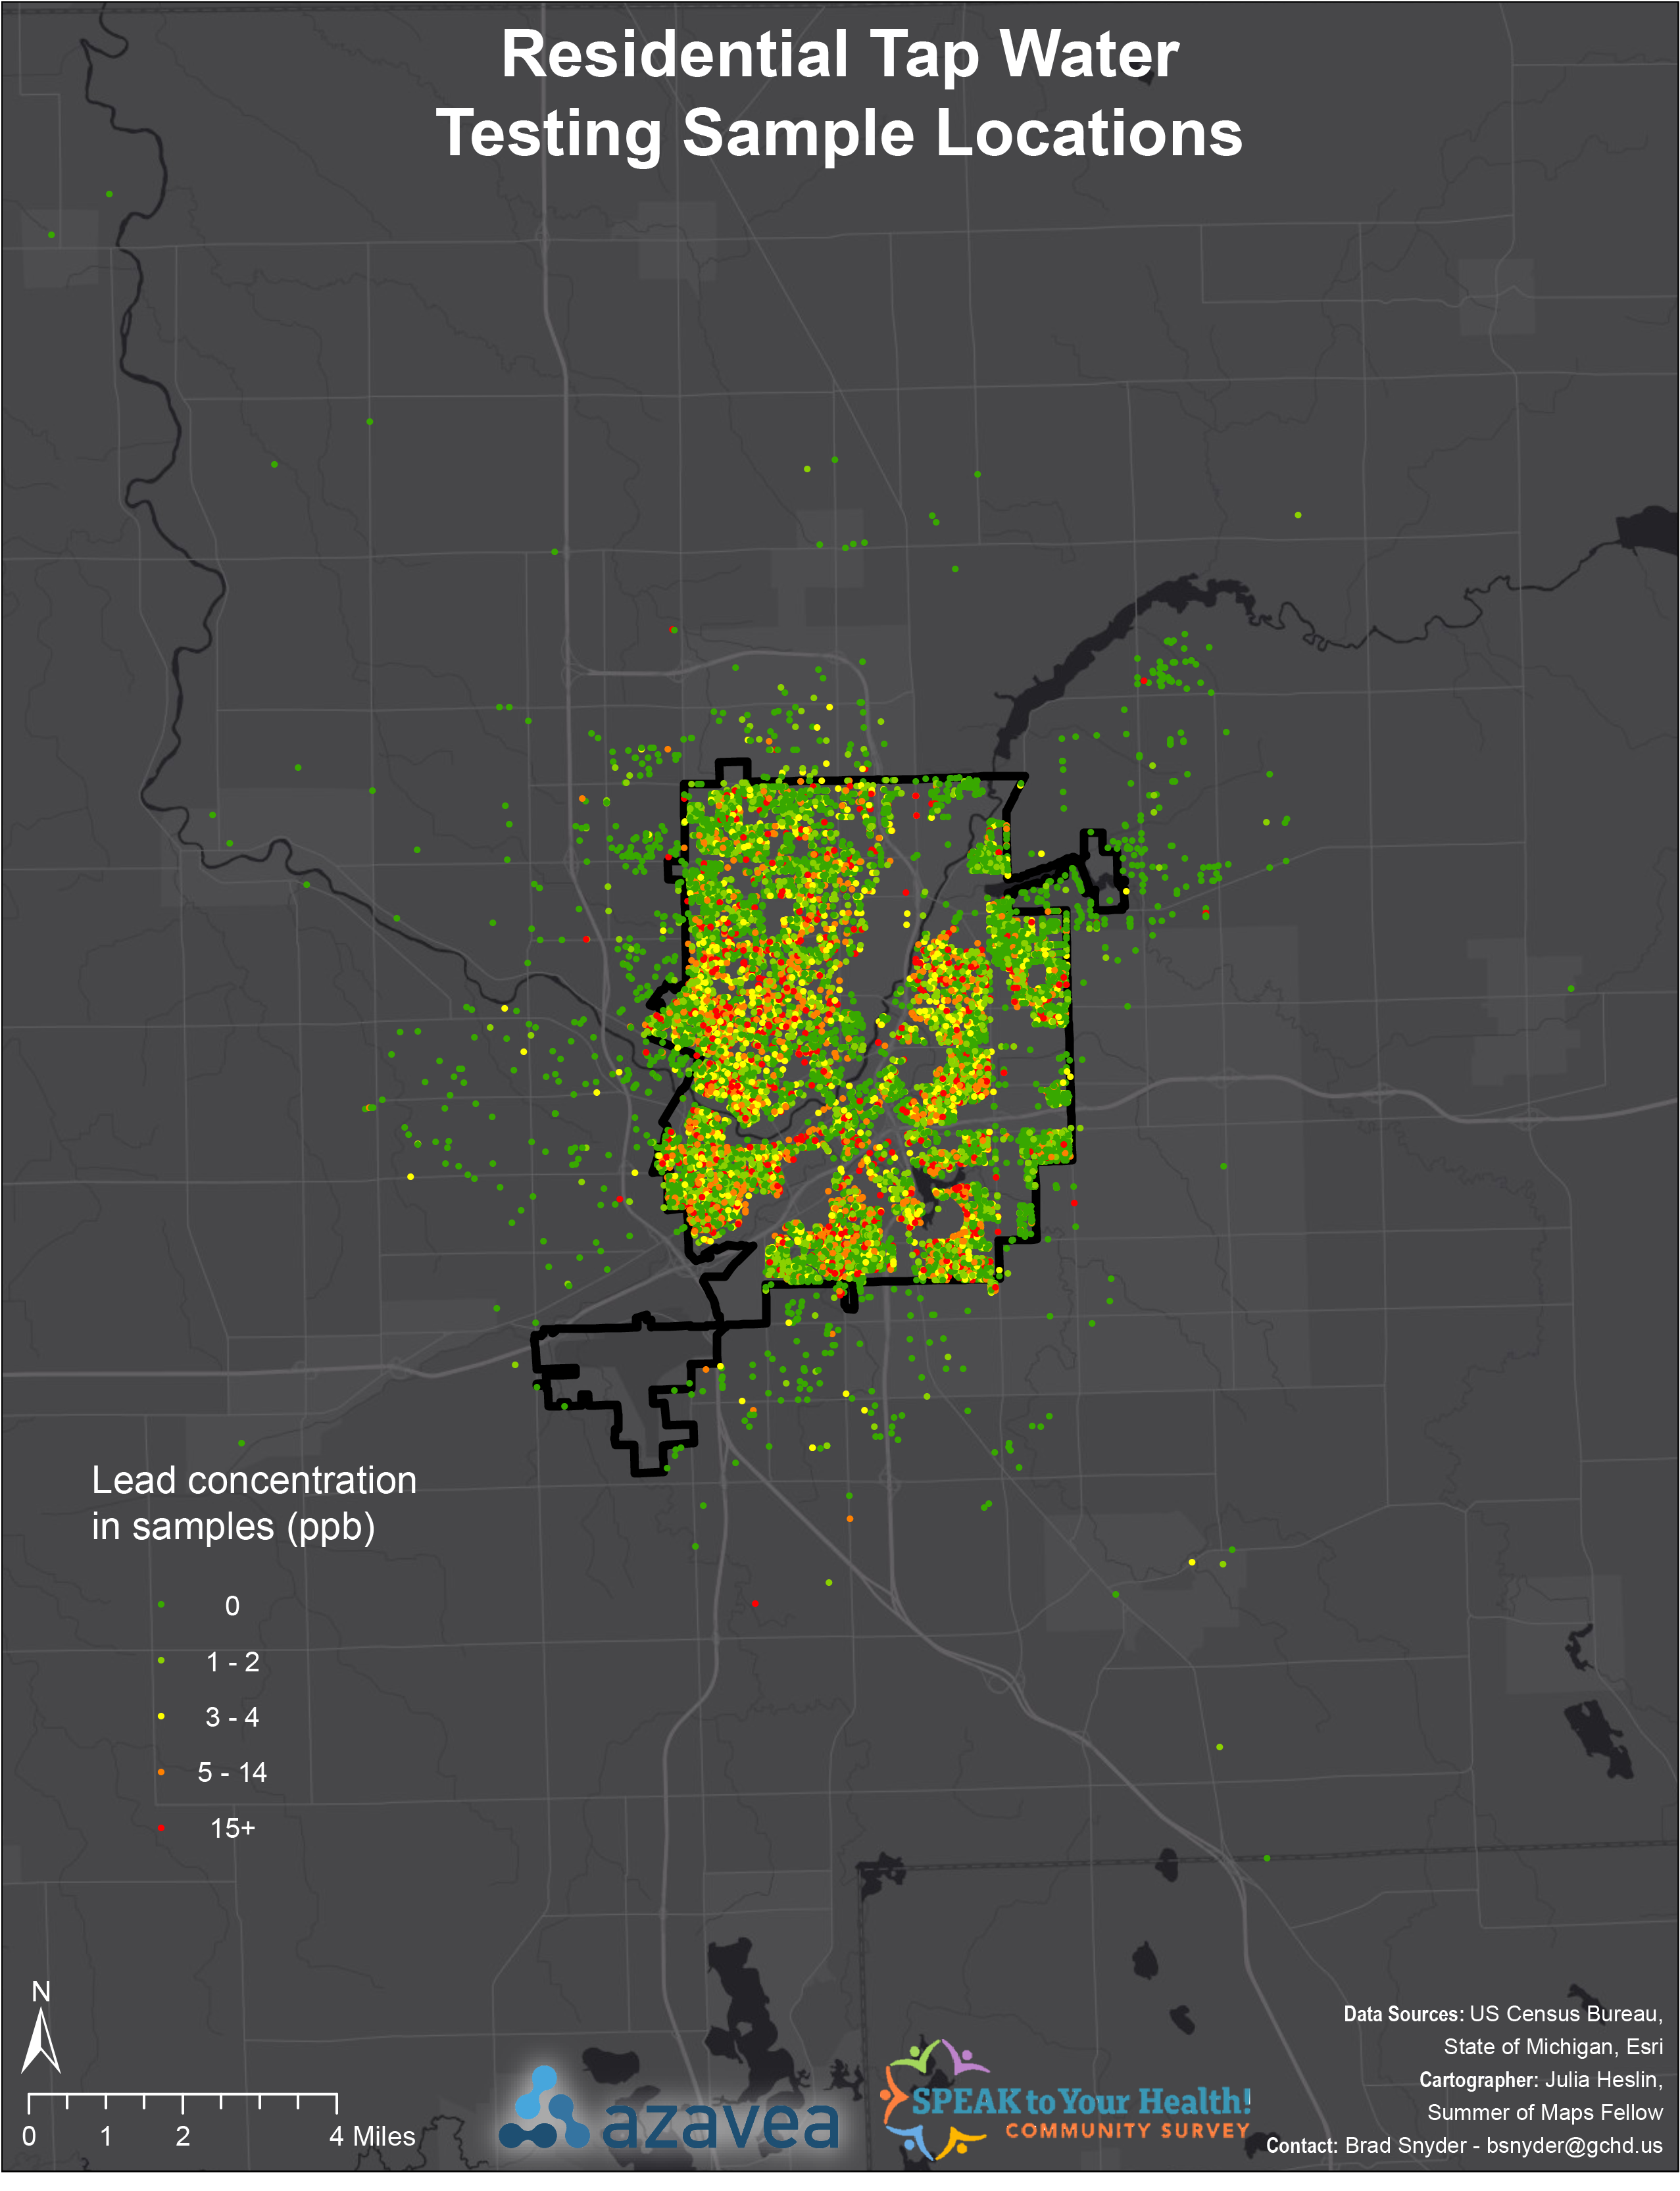 Residential Tap Water
Testing Sample Locations
Lead concentration
in samples (ppb)
0
1 - 2
3 - 4
5 - 14
15+
N
0 1 2 4 Miles
azavea
SPEAK to Your Health!
COMMUNITY SURVEY
Data Sources: US Census Bureau,
State of Michigan, Esri
Cartographer: Julia Heslin,
Summer of Maps Fellow
Contact: Brad Snyder - bsnyder@gchd.us